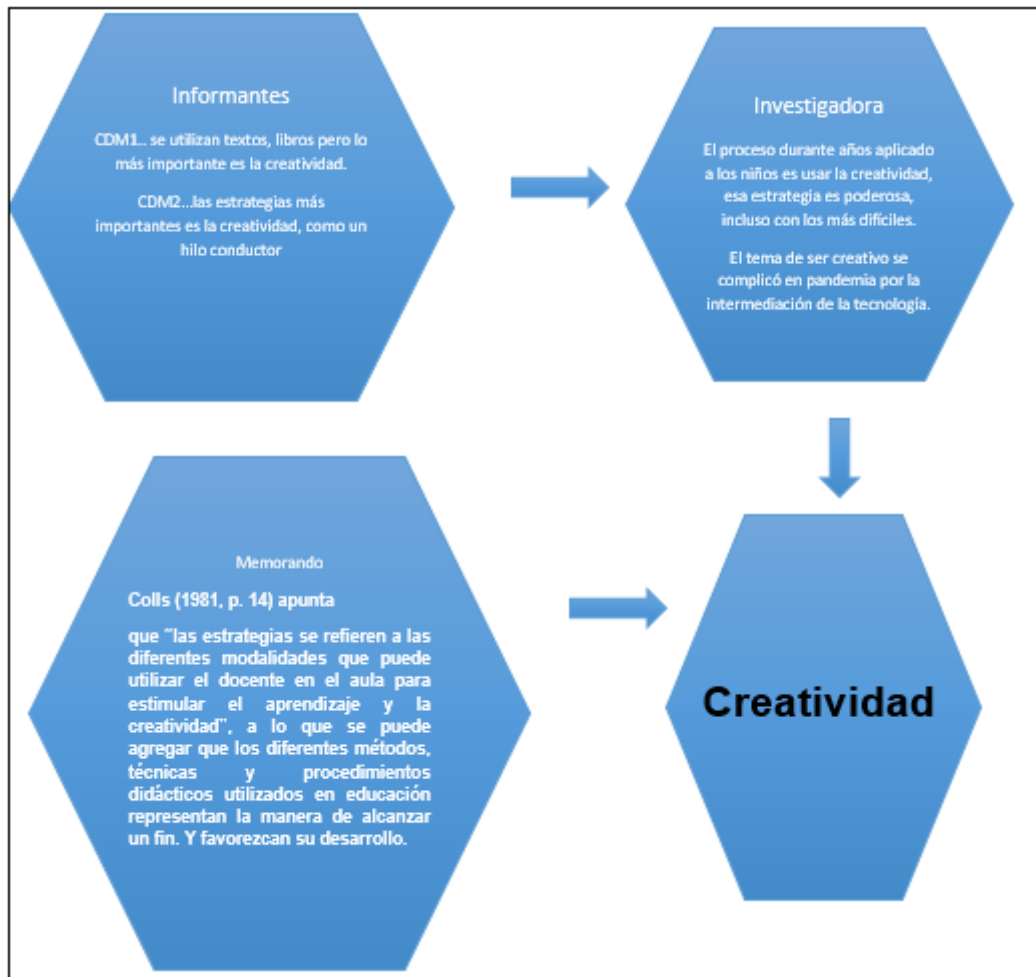 Informantes
CDM1.. se utilizan textos, libros pero lo
más importante es la creatividad.
CDM2...las estrategias más
importantes es la creatividad, como un
hilo conductor
Investigadora
El proceso durante años aplicado
a los niños es usar la creatividad,
esa estrategia es poderosa,
incluso con los más difíciles.
El tema de ser creativo se
complicó en pandemia por la
intermediación de la tecnología.
Memorando
Colls (1981, p. 14) apunta
que “las estrategias se refieren a las
diferentes modalidades que puede
utilizar el docente en el aula para
estimular el aprendizaje y la
creatividad”, a lo que se puede
agregar que los diferentes métodos,
técnicas y procedimientos
didácticos utilizados en educación
representan la manera de alcanzar
un fin. Y favorezcan su desarrollo.
Creatividad